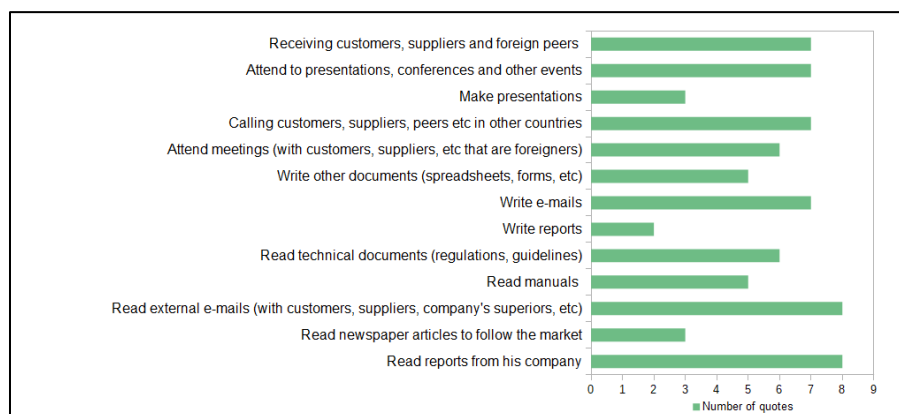 Receiving customers, suppliers and foreign peers
Attend to presentations, conferences and other events
Make presentations
Calling customers, suppliers, peers etc in other countries
Attend meetings (with customers, suppliers, etc that are foreigners)
Write other documents (spreadsheets, forms, etc)
Write e-mails
Write reports
Read technical documents (regulations, guidelines)
Read manuals
Read external e-mails (with customers, suppliers, company's superiors, etc)
Read newspaper articles to follow the market
Read reports from his company
0 1 2 3 4 5 6 7 8 9
Number of quotes